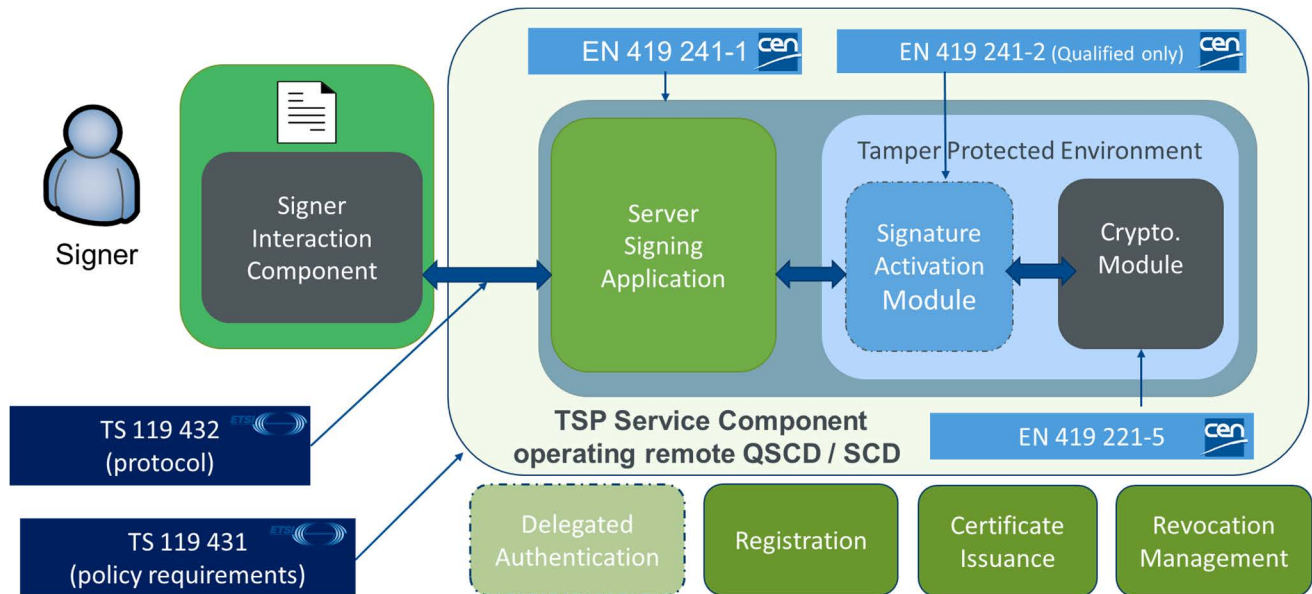 EN 419 241-1
cen
EN 419 241-2 (Qualified only)
cen
Signer
Signer
Interaction
Component
Server
Signing
Application
Tamper Protected Environment
Signature
Activation
Module
Crypto.
Module
TS 119 432
(protocol)
ETSI
TSP Service Component
operating remote QSCD / SCD
EN 419 221-5
cen
TS 119 431
(policy requirements)
ETSI
Delegated
Authentication
Registration
Certificate
Issuance
Revocation
Management